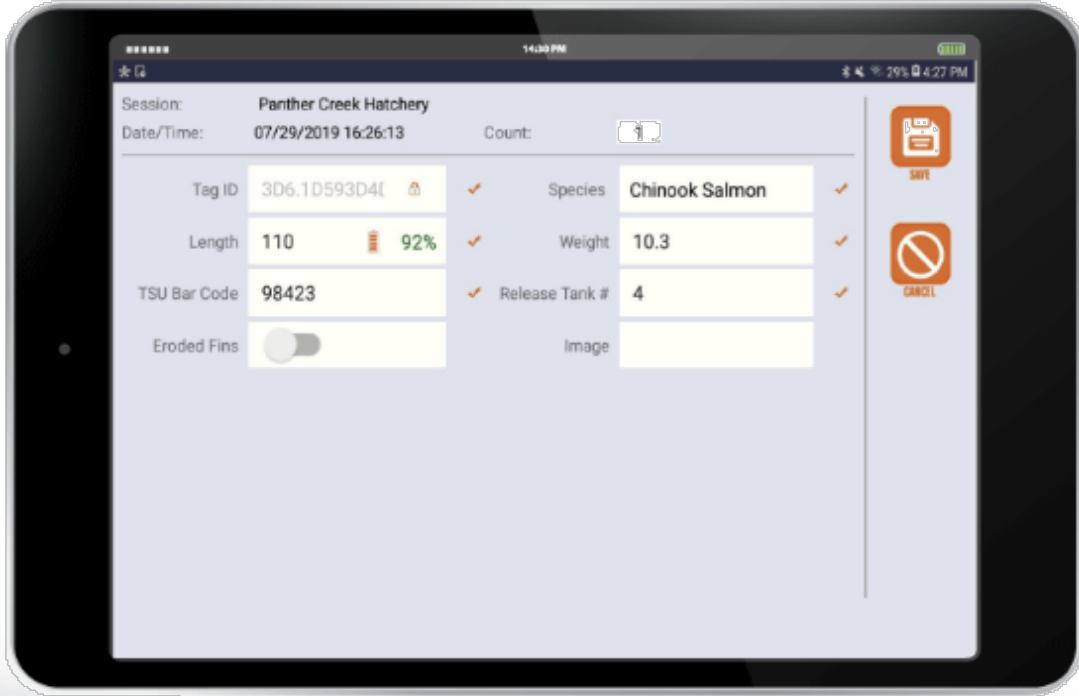 14:30 PM
29% 4:27 PM
Session: Panther Creek Hatchery
Date/Time: 07/29/2019 16:26:13 Count: 1
SAVE
Tag ID 3D6.1D593D4 Species Chinook Salmon
Length 110 92% Weight 10.3
CANCEL
TSU Bar Code 98423 Release Tank # 4
Eroded Fins Image